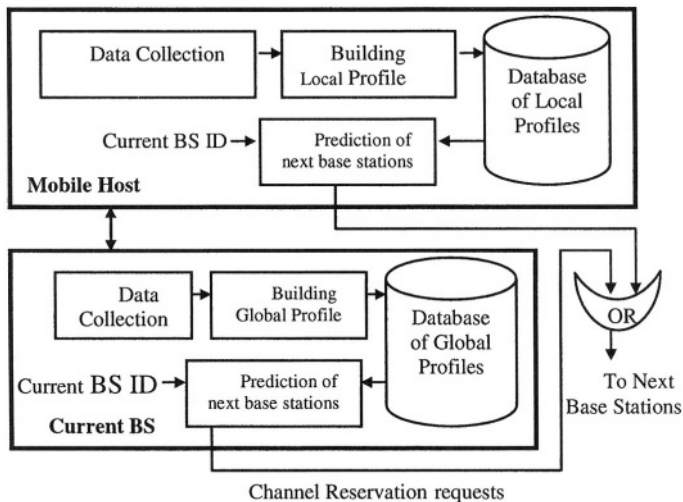 Data Collection
Building
Local Profile
Database
of Local
Profiles
Current BS ID
Prediction of
next base stations
Mobile Host
Data
Collection
Building
Global Profile
Database
of Global
Profiles
OR
Current BS ID
Prediction of
next base stations
Current BS
To Next
Base Stations
Channel Reservation requests